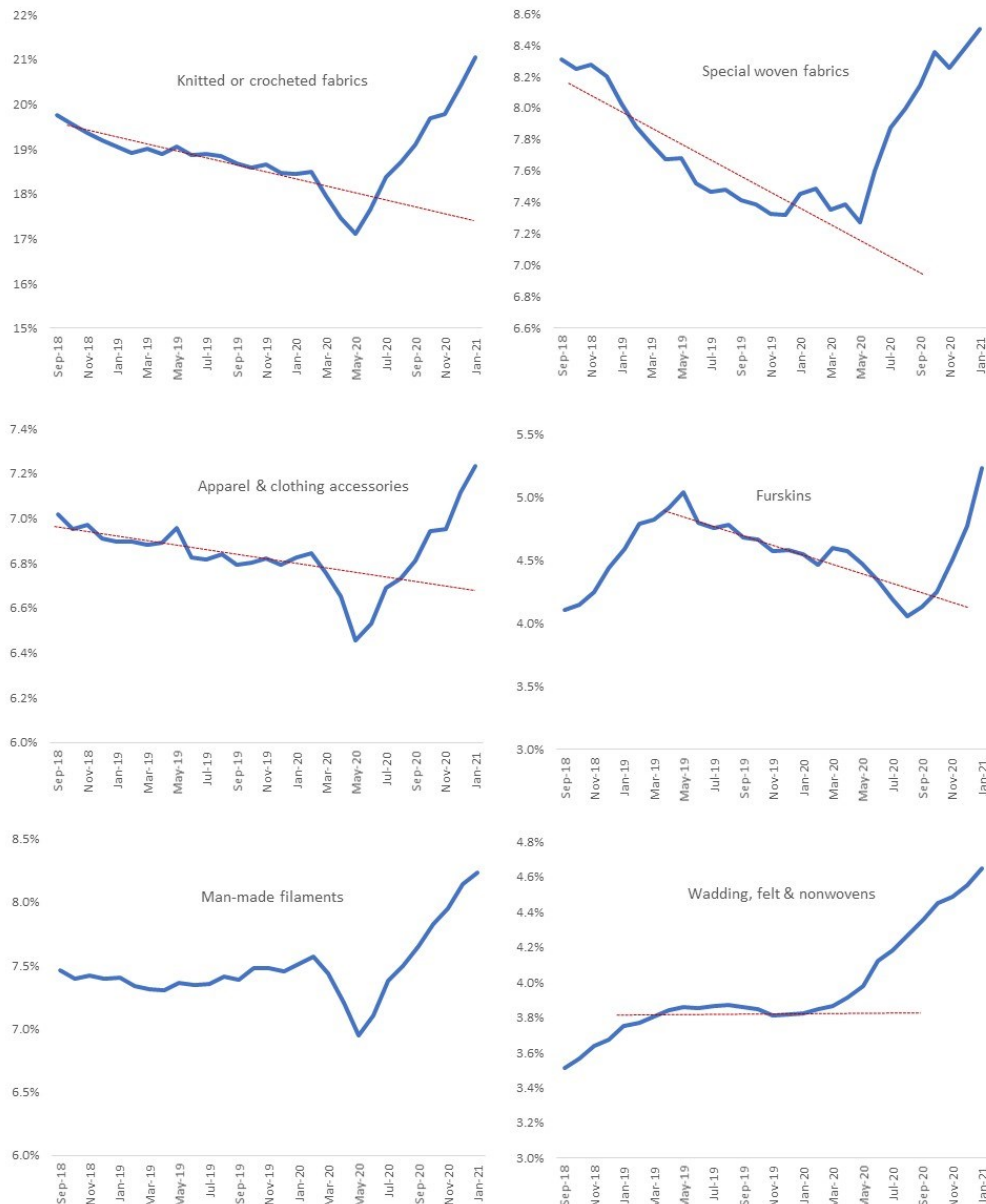 Knitted or crocheted fabrics
22%
21%
20%
19%
18%
17%
16%
15%
Sep-18
Nov-18
Jan-19
Mar-19
May-19
Jul-19
Sep-19
Nov-19
Jan-20
Mar-20
May-20
Jul-20
Sep-20
Nov-20
Jan-21
Special woven fabrics
8.6%
8.4%
8.2%
8.0%
7.8%
7.6%
7.4%
7.2%
7.0%
6.8%
6.6%
Sep-18
Nov-18
Jan-19
Mar-19
May-19
Jul-19
Sep-19
Nov-19
Jan-20
Mar-20
May-20
Jul-20
Sep-20
Nov-20
Jan-21
Apparel & clothing accessories
7.4%
7.2%
7.0%
6.8%
6.6%
6.4%
6.2%
6.0%
Sep-18
Nov-18
Jan-19
Mar-19
May-19
Jul-19
Sep-19
Nov-19
Jan-20
Mar-20
May-20
Jul-20
Sep-20
Nov-20
Jan-21
Furskins
5.5%
5.0%
4.5%
4.0%
3.5%
3.0%
Sep-18
Nov-18
Jan-19
Mar-19
May-19
Jul-19
Sep-19
Nov-19
Jan-20
Mar-20
May-20
Jul-20
Sep-20
Nov-20
Jan-21
Man-made filaments
8.5%
8.0%
7.5%
7.0%
6.5%
6.0%
Sep-18
Nov-18
Jan-19
Mar-19
May-19
Jul-19
Sep-19
Nov-19
Jan-20
Mar-20
May-20
Jul-20
Sep-20
Nov-20
Jan-21
Wadding, felt & nonwovens
4.8%
4.6%
4.4%
4.2%
4.0%
3.8%
3.6%
3.4%
3.2%
3.0%
Sep-18
Nov-18
Jan-19
Mar-19
May-19
Jul-19
Sep-19
Nov-19
Jan-20
Mar-20
May-20
Jul-20
Sep-20
Nov-20
Jan-21